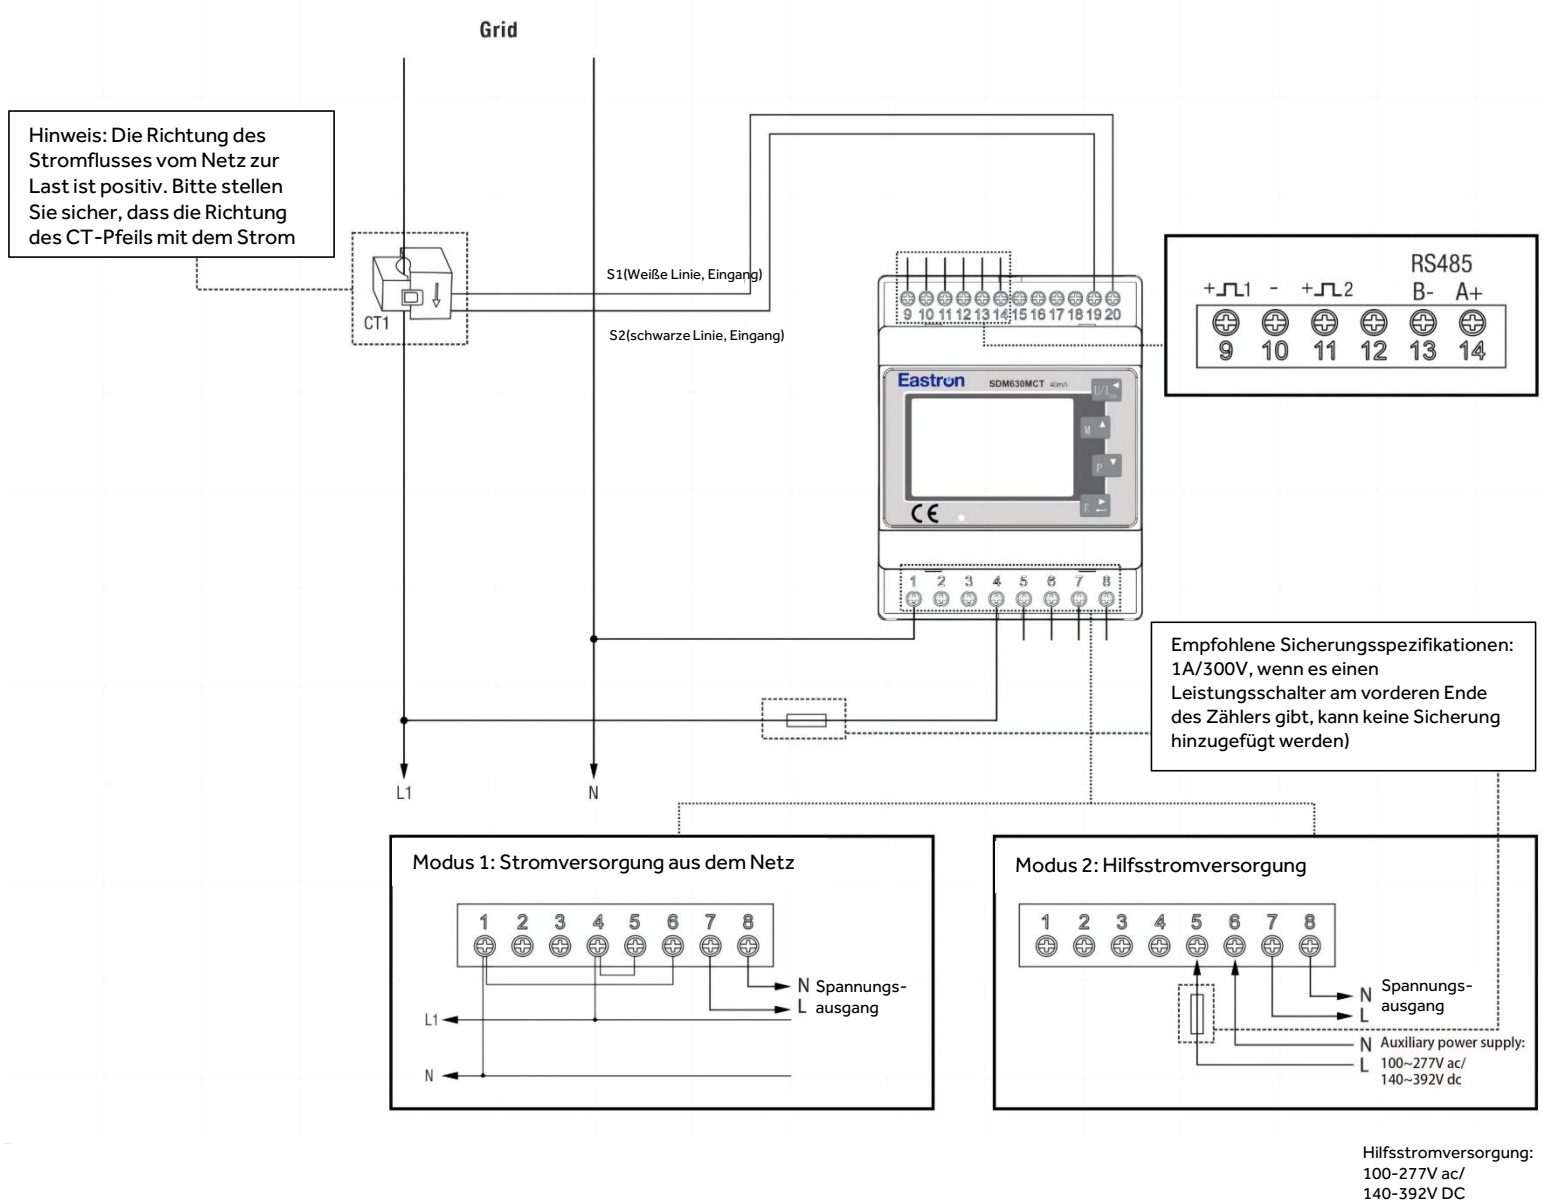 Grid
Hinweis: Die Richtung des
Stromflusses vom Netz zur
Last ist positiv. Bitte stellen
Sie sicher, dass die Richtung
des CT-Pfeils mit dem Strom
CT1
S1(Weiße Linie, Eingang)
S2(schwarze Linie, Eingang)
9 10 11 12 13 14 15 16 17 18 19 20
RS485
+ 1 - + 2 B- A+
9 10 11 12 13 14
Eastron SDM630MCT 40mA
U/I
M
P
E
CE
1 2 3 4 5 6 7 8
Empfohlene Sicherungsspezifikationen:
1A/300V, wenn es einen
Leistungsschalter am vorderen Ende
des Zählers gibt, kann keine Sicherung
hinzugefügt werden)
L1 N
Modus 1: Stromversorgung aus dem Netz
1 2 3 4 5 6 7 8
N Spannungs-
L ausgang
L1
N
Modus 2: Hilfsstromversorgung
1 2 3 4 5 6 7 8
N Spannungs-
L ausgang
N Auxiliary power supply:
L 100~277V ac/
140~392V dc
Hilfsstromversorgung:
100-277V ac/
140-392V DC